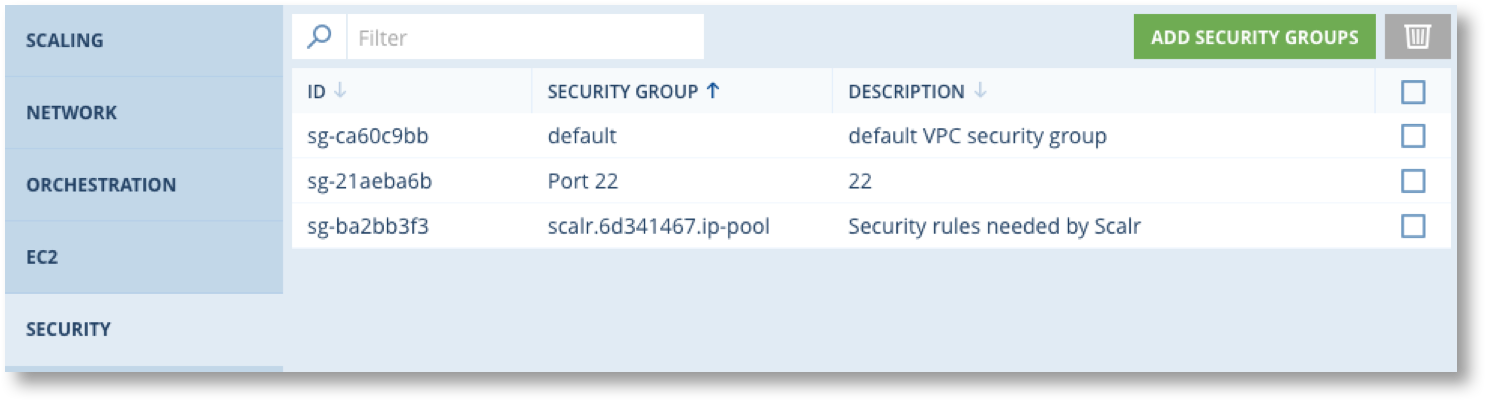 SCALING
NETWORK
ORCHESTRATION
EC2
SECURITY
Filter
ADD SECURITY GROUPS
ID SECURITY GROUP DESCRIPTION
sg-ca60c9bb default default VPC security group
sg-21aeba6b Port 22 22
sg-ba2bb3f3 scalr.6d341467.ip-pool Security rules needed by Scalr